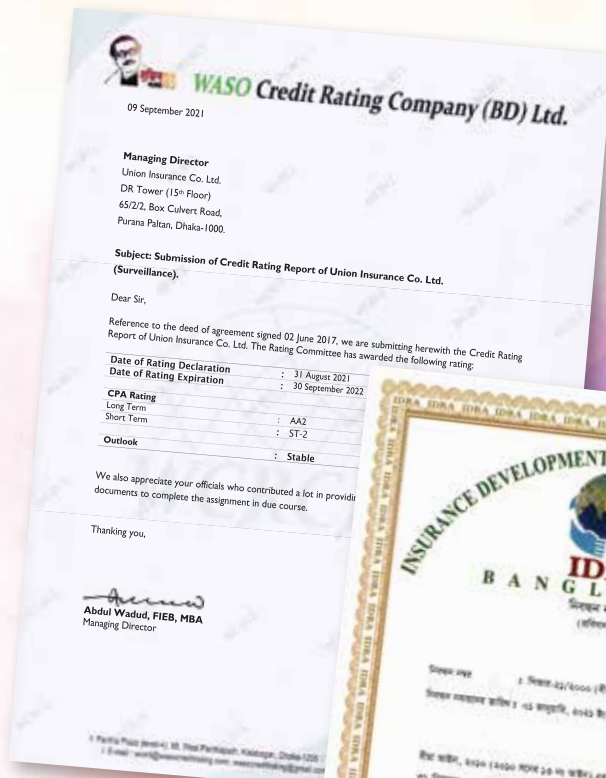 WASO Credit Rating Company (BD) Ltd.
09 September 2021
Managing Director
Union Insurance Co. Ltd.
DR Tower (15th Floor)
65/2/2, Box Culvert Road,
Purana Paltan, Dhaka-1000.
Subject: Submission of Credit Rating Report of Union Insurance Co. Ltd.
(Surveillance).
Dear Sir,
Reference to the deed of agreement signed 02 June 2017, we are submitting herewith the Credit Rating
Report of Union Insurance Co. Ltd. The Rating Committee has awarded the following rating:
Date of Rating Declaration : 31 August 2021
Date of Rating Expiration : 30 September 2022
CPA Rating
Long Term : AA2
Short Term : ST-2
Outlook : Stable
We also appreciate your officials who contributed a lot in providin
documents to complete the assignment in due course.
Thanking you,
Abdul Wadud, FIEB, MBA
Managing Director
IDRA IDRA IDRA IDRA IDRA
INSURANCE DEVELOPMENT
ID
BANGL